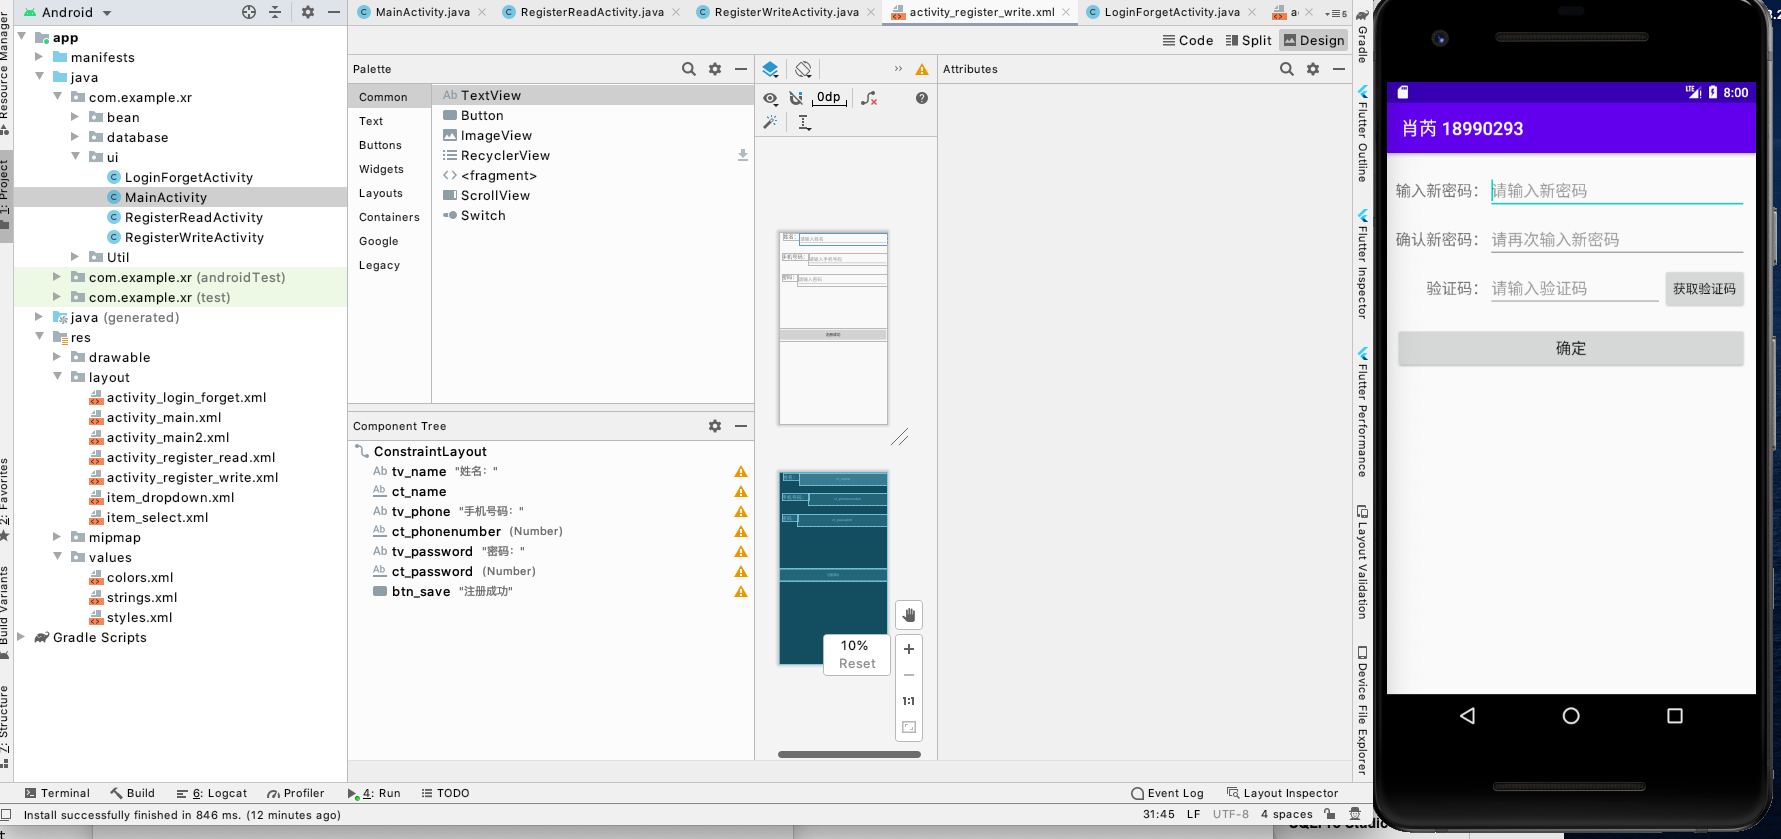 Android
MainActivity.java
RegisterReadActivity.java
RegisterWriteActivity.java
activity_register_write.xml
LoginForgetActivity.java
Code
Split
Design
Resource Manager
1: Project
2: Favorites
Build Variants
7: Structure
app
manifests
java
com.example.xr
bean
database
ui
LoginForgetActivity
MainActivity
RegisterReadActivity
RegisterWriteActivity
Util
com.example.xr (androidTest)
com.example.xr (test)
java (generated)
res
drawable
layout
activity_login_forget.xml
activity_main.xml
activity_main2.xml
activity_register_read.xml
activity_register_write.xml
item_dropdown.xml
item_select.xml
mipmap
values
colors.xml
strings.xml
styles.xml
Gradle Scripts
Palette
Common
Text
Buttons
Widgets
Layouts
Containers
Google
Legacy
Ab TextView
Button
ImageView
RecyclerView
<> <fragment>
ScrollView
Switch
Component Tree
ConstraintLayout
Ab tv_name "姓名："
Ab ct_name
Ab tv_phone "手机号码："
Ab ct_phonenumber (Number)
Ab tv_password "密码："
Ab ct_password (Number)
btn_save "注册成功"
0dp
10%
Reset
1:1
Attributes
Gradle
Flutter Outline
Flutter Inspector
Flutter Performance
Layout Validation
Device File Explorer
LTE
8:00
肖芮 18990293
输入新密码：
请输入新密码
确认新密码：
请再次输入新密码
验证码：
请输入验证码
获取验证码
确定
Terminal
Build
6: Logcat
Profiler
4: Run
TODO
Event Log
Layout Inspector
Install successfully finished in 846 ms. (12 minutes ago)
31:45
LF
UTF-8
4 spaces